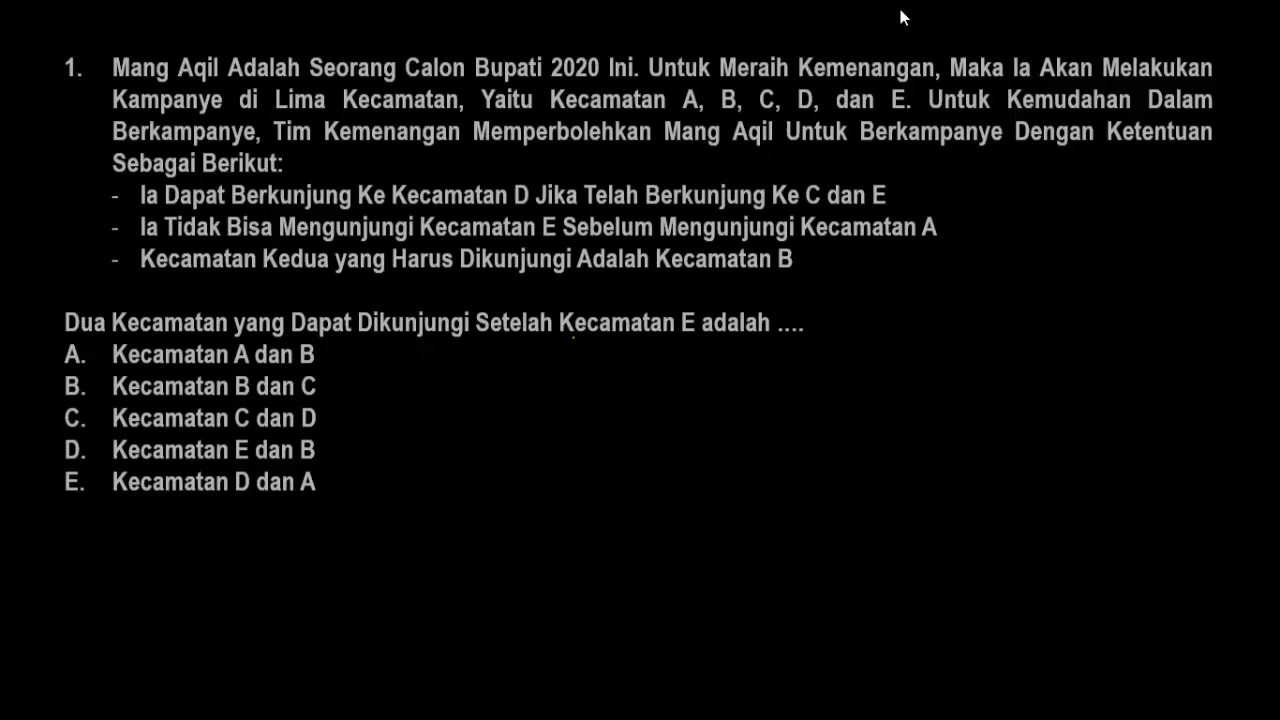 1. Mang Aqil Adalah Seorang Calon Bupati 2020 Ini. Untuk Meraih Kemenangan, Maka Ia Akan Melakukan
Kampanye di Lima Kecamatan, Yaitu Kecamatan A, B, C, D, dan E. Untuk Kemudahan Dalam
Berkampanye, Tim Kemenangan Memperbolehkan Mang Aqil Untuk Berkampanye Dengan Ketentuan
Sebagai Berikut:
- Ia Dapat Berkunjung Ke Kecamatan D Jika Telah Berkunjung Ke C dan E
- Ia Tidak Bisa Mengunjungi Kecamatan E Sebelum Mengunjungi Kecamatan A
- Kecamatan Kedua yang Harus Dikunjungi Adalah Kecamatan B
Dua Kecamatan yang Dapat Dikunjungi Setelah Kecamatan E adalah ....
A. Kecamatan A dan B
B. Kecamatan B dan C
C. Kecamatan C dan D
D. Kecamatan E dan B
E. Kecamatan D dan A